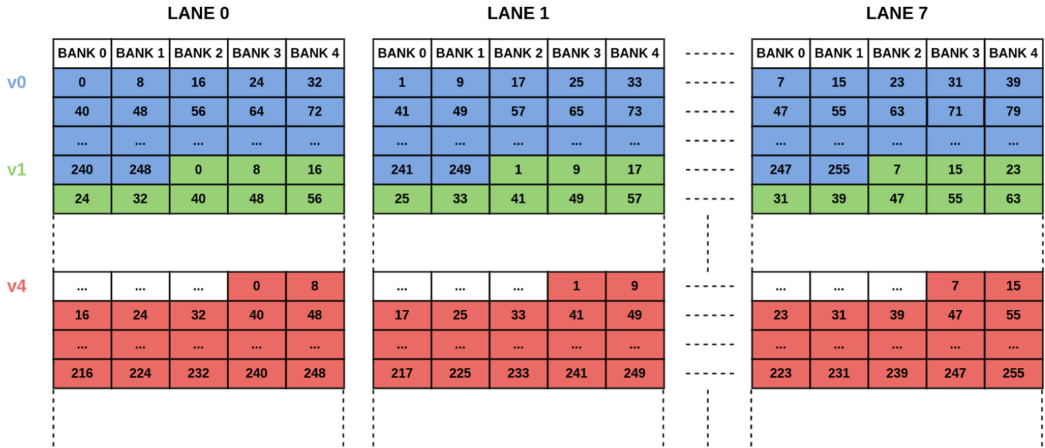 LANE 0 LANE 1 LANE 7
BANK 0 BANK 1 BANK 2 BANK 3 BANK 4 BANK 0 BANK 1 BANK 2 BANK 3 BANK 4 BANK 0 BANK 1 BANK 2 BANK 3 BANK 4
v0 0 8 16 24 32 1 9 17 25 33 7 15 23 31 39
40 48 56 64 72 41 49 57 65 73 47 55 63 71 79
... ... ... ... ... ... ... ... ... ... ... ... ... ... ...
v1 240 248 0 8 16 241 249 1 9 17 247 255 7 15 23
24 32 40 48 56 25 33 41 49 57 31 39 47 55 63
v4 ... ... ... 0 8 ... ... ... 1 9 ... ... ... 7 15
16 24 32 40 48 17 25 33 41 49 23 31 39 47 55
... ... ... ... ... ... ... ... ... ... ... ... ... ... ...
216 224 232 240 248 217 225 233 241 249 223 231 239 247 255